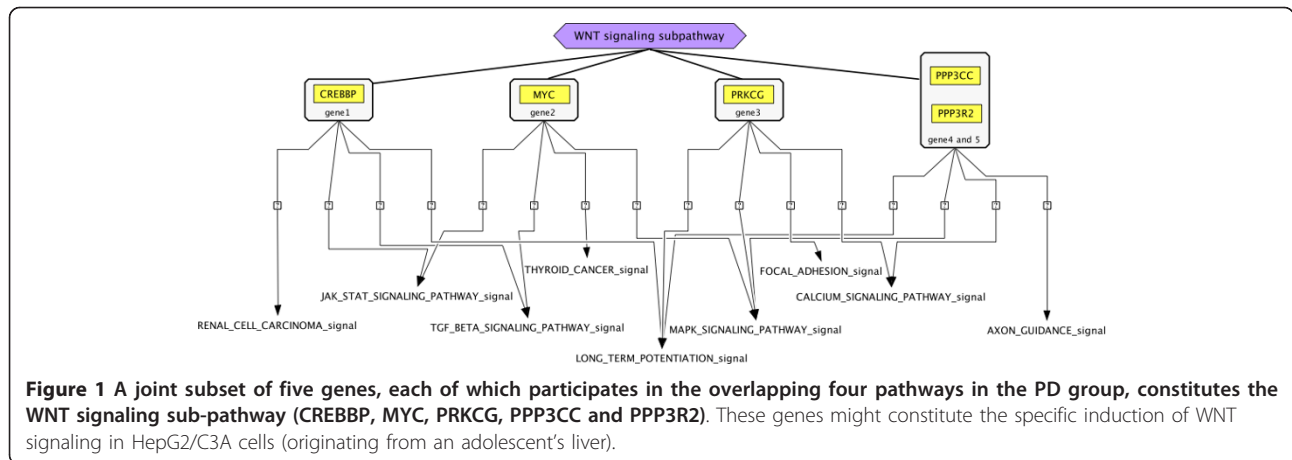 WNT signaling subpathway
CREBBP
gene1
MYC
gene2
PRKCG
gene3
PPP3CC
PPP3R2
gene4 and 5
? ? ? ? ? ? ? ? ? ? ? ? ? ? ? ?
THYROID_CANCER_signal
FOCAL_ADHESION_signal
JAK_STAT_SIGNALING_PATHWAY_signal
CALCIUM_SIGNALING_PATHWAY_signal
RENAL_CELL_CARCINOMA_signal
TGF_BETA_SIGNALING_PATHWAY_signal
MAPK_SIGNALING_PATHWAY_signal
AXON_GUIDANCE_signal
LONG_TERM_POTENTIATION_signal
Figure 1 A joint subset of five genes, each of which participates in the overlapping four pathways in the PD group, constitutes the
WNT signaling sub-pathway (CREBBP, MYC, PRKCG, PPP3CC and PPP3R2). These genes might constitute the specific induction of WNT
signaling in HepG2/C3A cells (originating from an adolescent's liver).